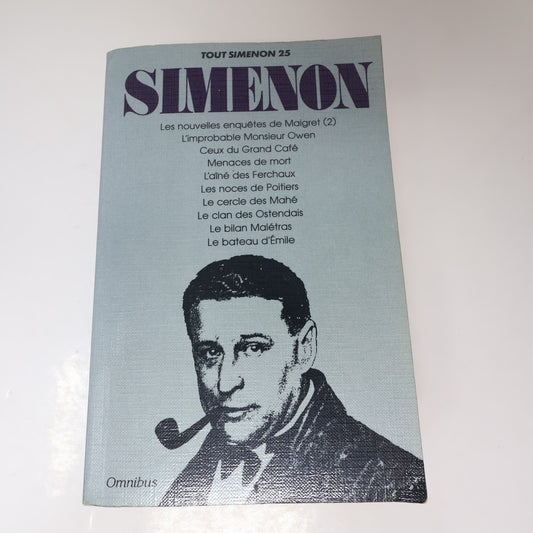 TOUT SIMENON 25
SIMENON
Les nouvelles enquêtes de Maigret (2)
L'improbable Monsieur Owen
Ceux du Grand Café
Menaces de mort
L'aîné des Ferchaux
Les noces de Poitiers
Le cercle des Mahé
Le clan des Ostendais
Le bilan Malétras
Le bateau d'Émile
Omnibus